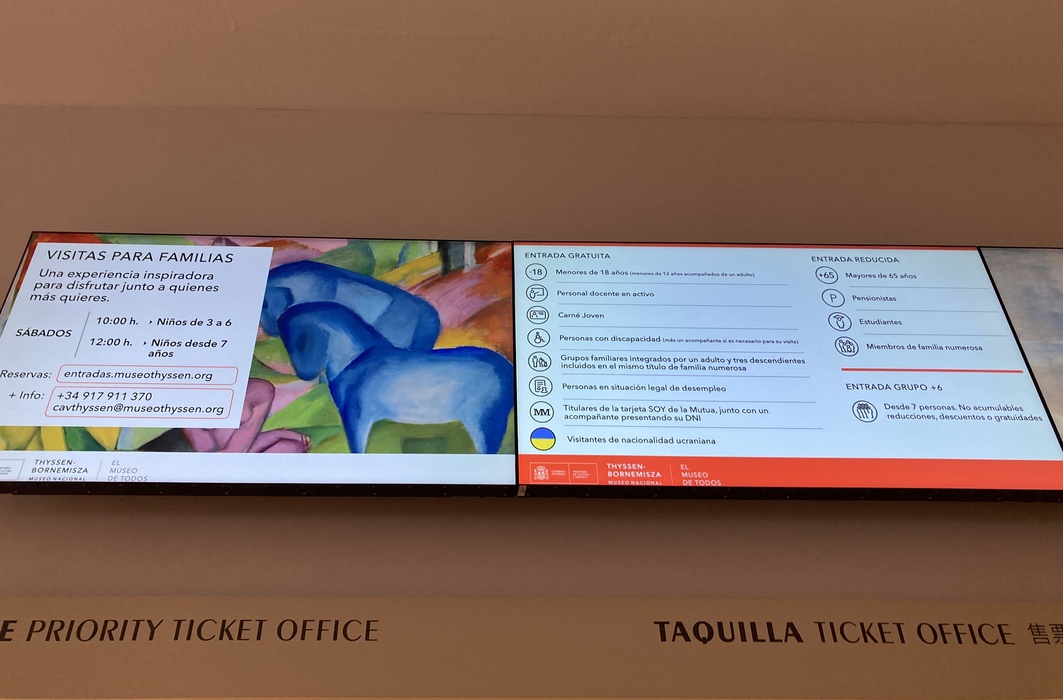 VISITAS PARA FAMILIAS
Una experiencia inspiradora
para disfrutar junto a quienes
más quieres.
SÁBADOS
10:00 h. › Niños de 3 a 6
12:00 h. › Niños desde 7
años
Reservas: entradas.museothyssen.org
+ Info: +34 917 911 370
cavthyssen@museothyssen.org
THYSSEN-
BORNEMISZA
MUSEO NACIONAL
EL
MUSEO
DE TODOS
ENTRADA GRATUITA
-18 Menores de 18 años (menores de 12 años acompañados de un adulto)
Personal docente en activo
Carné Joven
Personas con discapacidad (más un acompañante si es necesario para su visita)
Grupos familiares integrados por un adulto y tres descendientes
incluidos en el mismo título de familia numerosa
Personas en situación legal de desempleo
MM Titulares de la tarjeta SOY de la Mutua, junto con un
acompañante presentando su DNI
Visitantes de nacionalidad ucraniana
ENTRADA REDUCIDA
+65 Mayores de 65 años
P Pensionistas
Estudiantes
Miembros de familia numerosa
ENTRADA GRUPO +6
Desde 7 personas. No acumulables
reducciones, descuentos o gratuidades
THYSSEN-
BORNEMISZA
MUSEO NACIONAL
EL
MUSEO
DE TODOS
E PRIORITY TICKET OFFICE
TAQUILLA TICKET OFFICE 售票